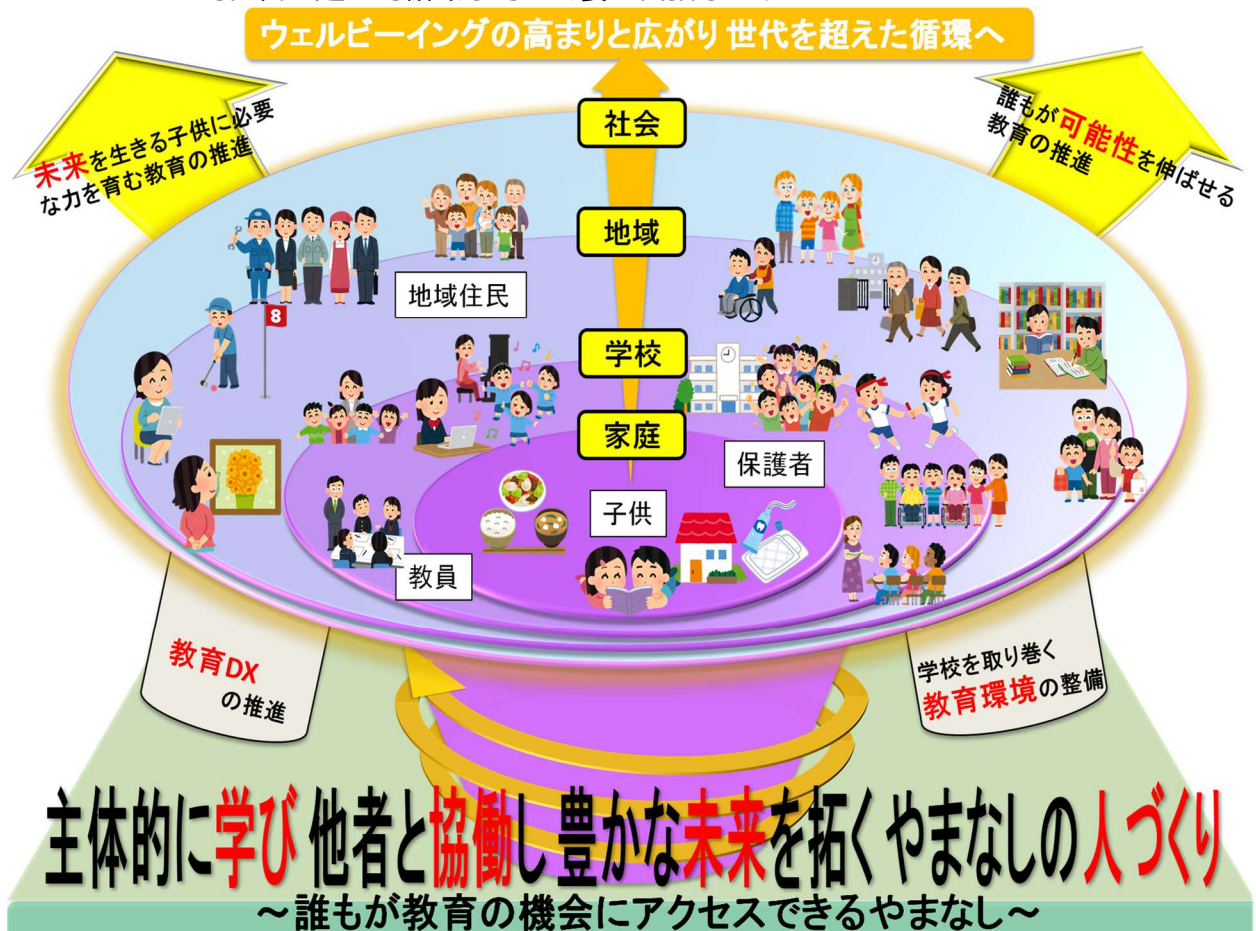 ウェルビーイングの高まりと広がり 世代を超えた循環へ
未来を生きる子供に必要
な力を育む教育の推進
誰もが可能性を伸ばせる
教育の推進
社会
地域
地域住民
8
学校
家庭
保護者
子供
教員
教育DX
の推進
学校を取り巻く
教育環境の整備
主体的に学び 他者と協働し 豊かな未来を拓く やまなしの人づくり
～誰もが教育の機会にアクセスできるやまなし～